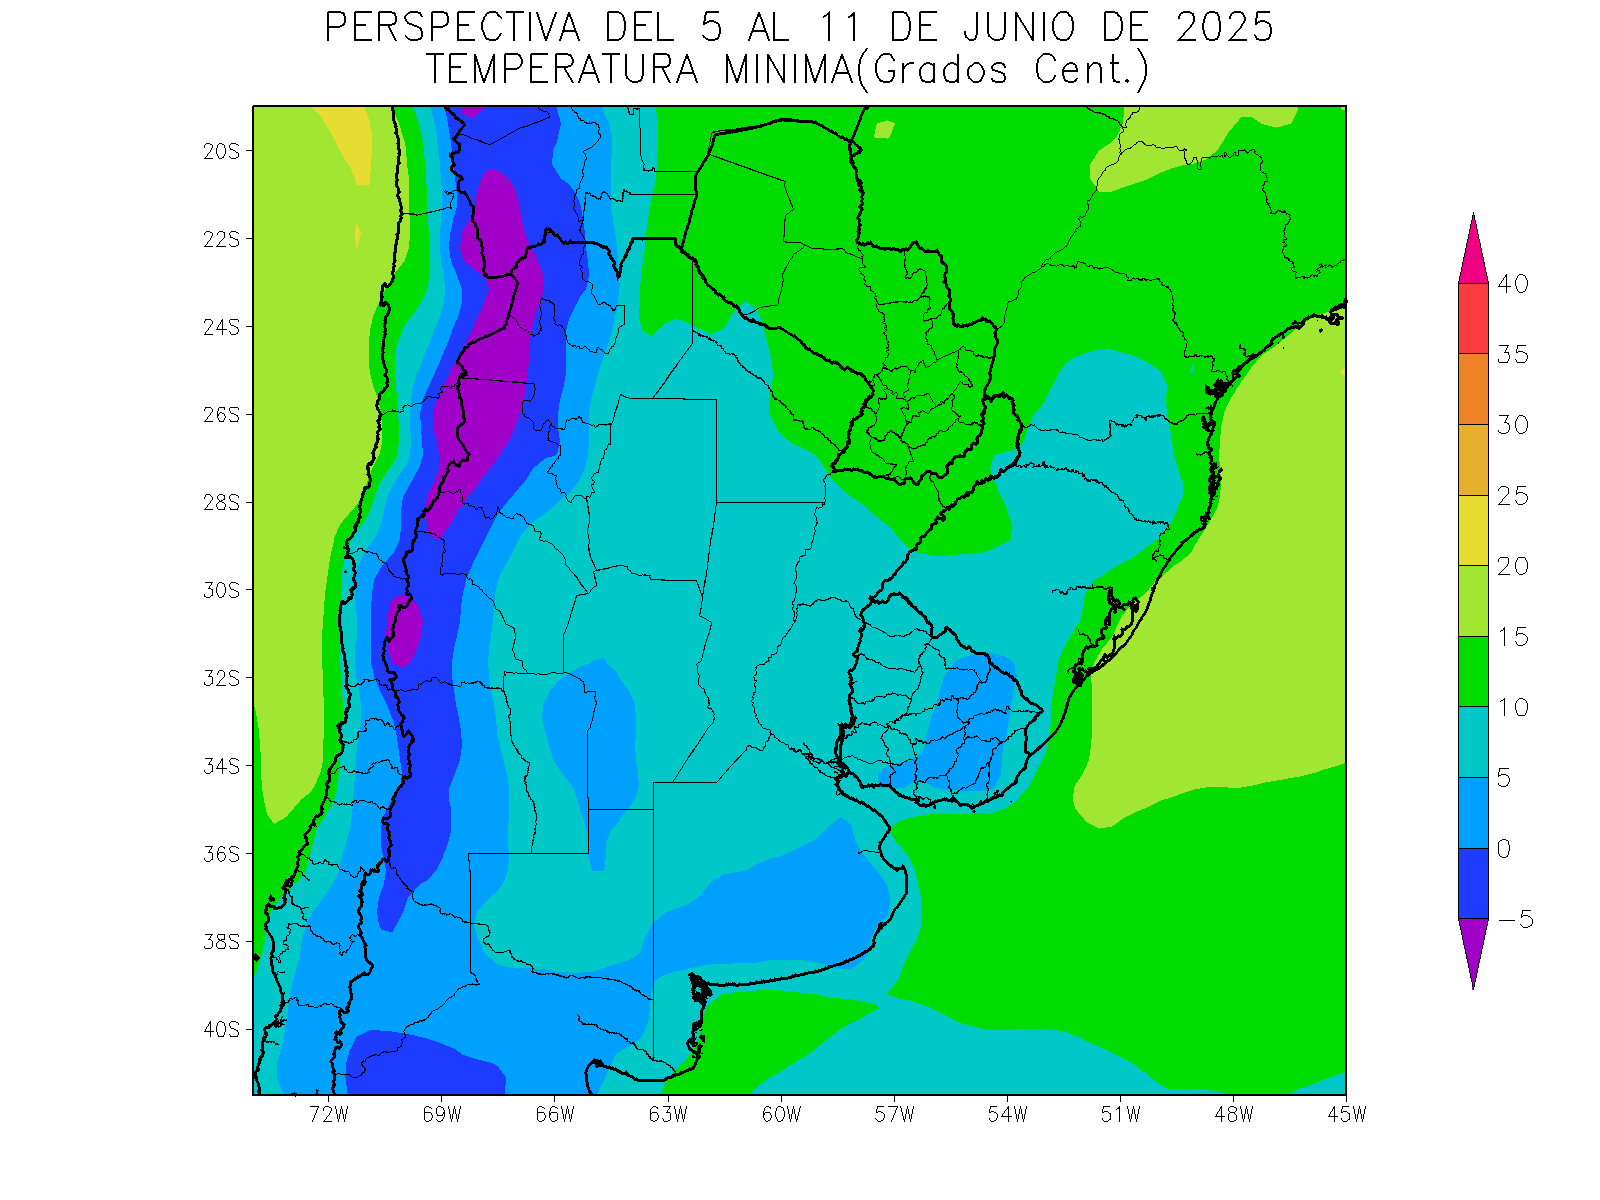 PERSPECTIVA DEL 5 AL 11 DE JUNIO DE 2025
TEMPERATURA MINIMA(Grados Cent.)
20S
22S
24S
26S
28S
30S
32S
34S
36S
38S
40S
72W 69W 66W 63W 60W 57W 54W 51W 48W 45W
40
35
30
25
20
15
10
5
0
-5